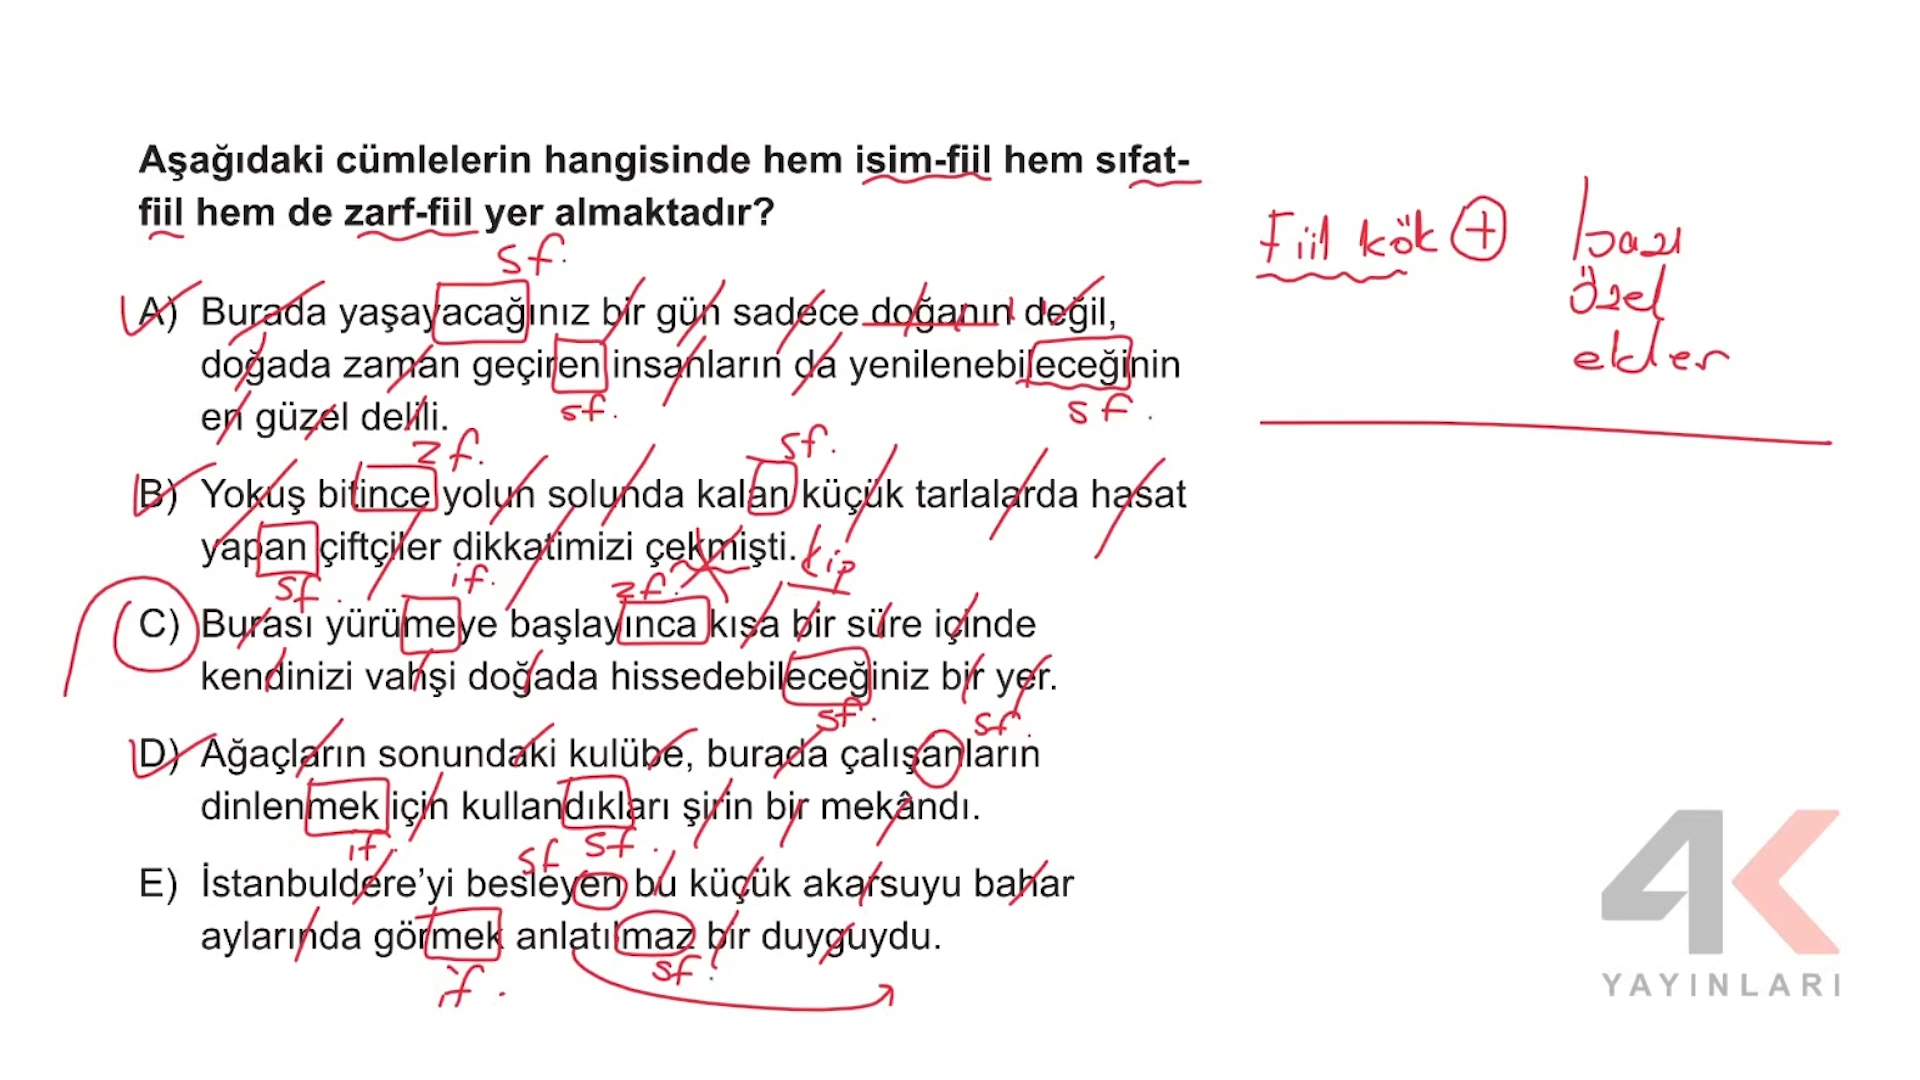 Aşağıdaki cümlelerin hangisinde hem isim-fiil hem sıfat-
fiil hem de zarf-fiil yer almaktadır?
sf.
A) Burada yaşayacağınız bir gün sadece doğanın değil,
doğada zaman geçiren insanların da yenilenebileceğinin
sf. sf.
en güzel delili.
zf. sf.
B) Yokuş bitince yolun solunda kalan küçük tarlalarda hasat
yapan çiftçiler dikkatimizi çekmişti. kip
sf. if. zf.
C) Burası yürümeye başlayınca kısa bir süre içinde
kendinizi vahşi doğada hissedebileceğiniz bir yer.
sf. sf.
D) Ağaçların sonundaki kulübe, burada çalışanların
dinlenmek için kullandıkları şirin bir mekândı.
if sf sf.
E) İstanbuldere'yi besleyen bu küçük akarsuyu bahar
aylarında görmek anlatılmaz bir duyguydu.
if. sf.
Fiil kök + bazı
özel
ekler
4K
YAYINLARI